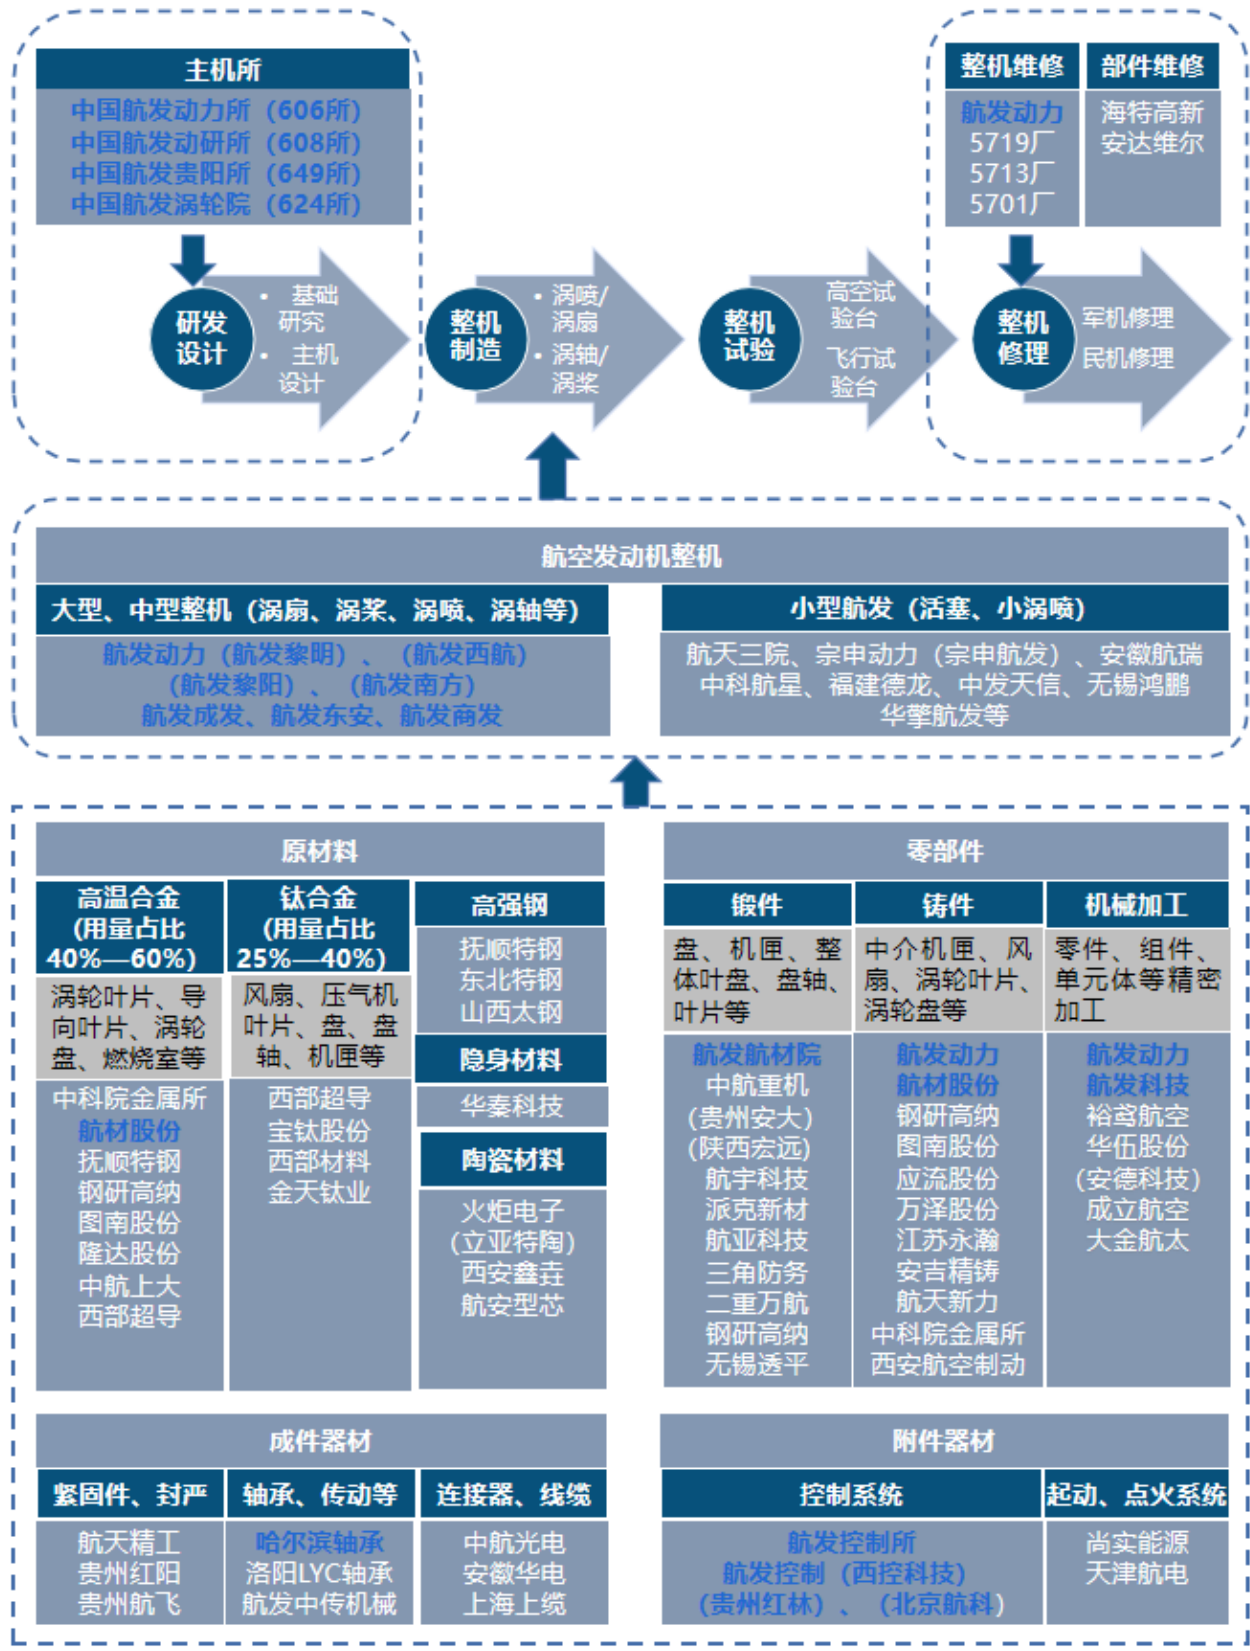 主机所
中国航发动力所（606所）
中国航发动研所（608所）
中国航发贵阳所（649所）
中国航发涡轮院（624所）
整机维修
航发动力
5719厂
5713厂
5701厂
部件维修
海特高新
安达维尔
研发
设计
• 基础
研究
• 主机
设计
整机
制造
• 涡喷/
涡扇
• 涡轴/
涡桨
整机
试验
高空试
验台
飞行试
验台
整机
修理
军机修理
民机修理
航空发动机整机
大型、中型整机（涡扇、涡桨、涡喷、涡轴等）
航发动力（航发黎明）、（航发西航）
（航发黎阳）、（航发南方）
航发成发、航发东安、航发商发
小型航发（活塞、小涡喷）
航天三院、宗申动力（宗申航发）、安徽航瑞
中科航星、福建德龙、中发天信、无锡鸿鹏
华擎航发等
原材料
高温合金
(用量占比
40%—60%)
涡轮叶片、导
向叶片、涡轮
盘、燃烧室等
中科院金属所
航材股份
抚顺特钢
钢研高纳
图南股份
隆达股份
中航上大
西部超导
钛合金
(用量占比
25%—40%)
风扇、压气机
叶片、盘、盘
轴、机匣等
西部超导
宝钛股份
西部材料
金天钛业
高强钢
抚顺特钢
东北特钢
山西太钢
隐身材料
华秦科技
陶瓷材料
火炬电子
(立亚特陶)
西安鑫垚
航安型芯
零部件
锻件
盘、机匣、整
体叶盘、盘轴、
叶片等
航发航材院
中航重机
(贵州安大)
(陕西宏远)
航宇科技
派克新材
航亚科技
三角防务
二重万航
钢研高纳
无锡透平
铸件
中介机匣、风
扇、涡轮叶片、
涡轮盘等
航发动力
航材股份
钢研高纳
图南股份
应流股份
万泽股份
江苏永瀚
安吉精铸
航天新力
中科院金属所
西安航空制动
机械加工
零件、组件、
单元体等精密
加工
航发动力
航发科技
裕鸢航空
华伍股份
(安德科技)
成立航空
大金航太
成件器材
紧固件、封严
航天精工
贵州红阳
贵州航飞
轴承、传动等
哈尔滨轴承
洛阳LYC轴承
航发中传机械
连接器、线缆
中航光电
安徽华电
上海上缆
附件器材
控制系统
航发控制所
航发控制（西控科技）
（贵州红林）、（北京航科）
起动、点火系统
尚实能源
天津航电